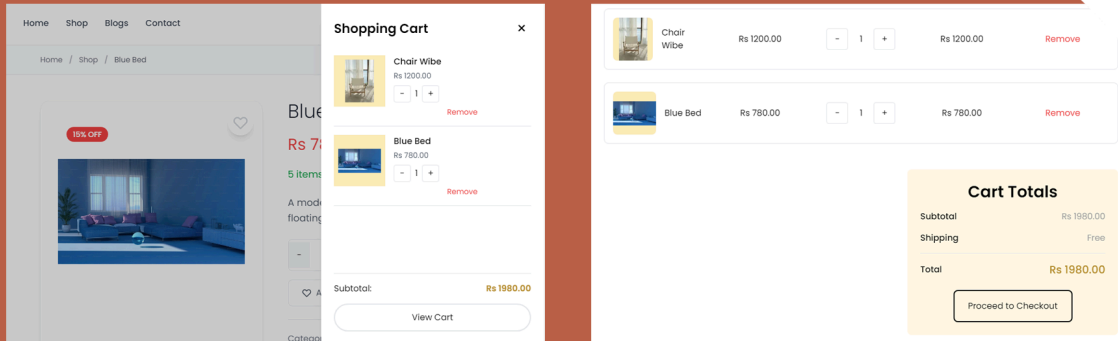 Home Shop Blogs Contact
Home / Shop / Blue Bed
15% OFF
Blue
Rs 78
5 items
A mode
floating
-
Shopping Cart ×
Chair Wibe
Rs 1200.00
- 1 +
Remove
Blue Bed
Rs 780.00
- 1 +
Remove
Subtotal: Rs 1980.00
View Cart
Chair
Wibe
Rs 1200.00 - 1 + Rs 1200.00 Remove
Blue Bed Rs 780.00 - 1 + Rs 780.00 Remove
Cart Totals
Subtotal Rs 1980.00
Shipping Free
Total Rs 1980.00
Proceed to Checkout